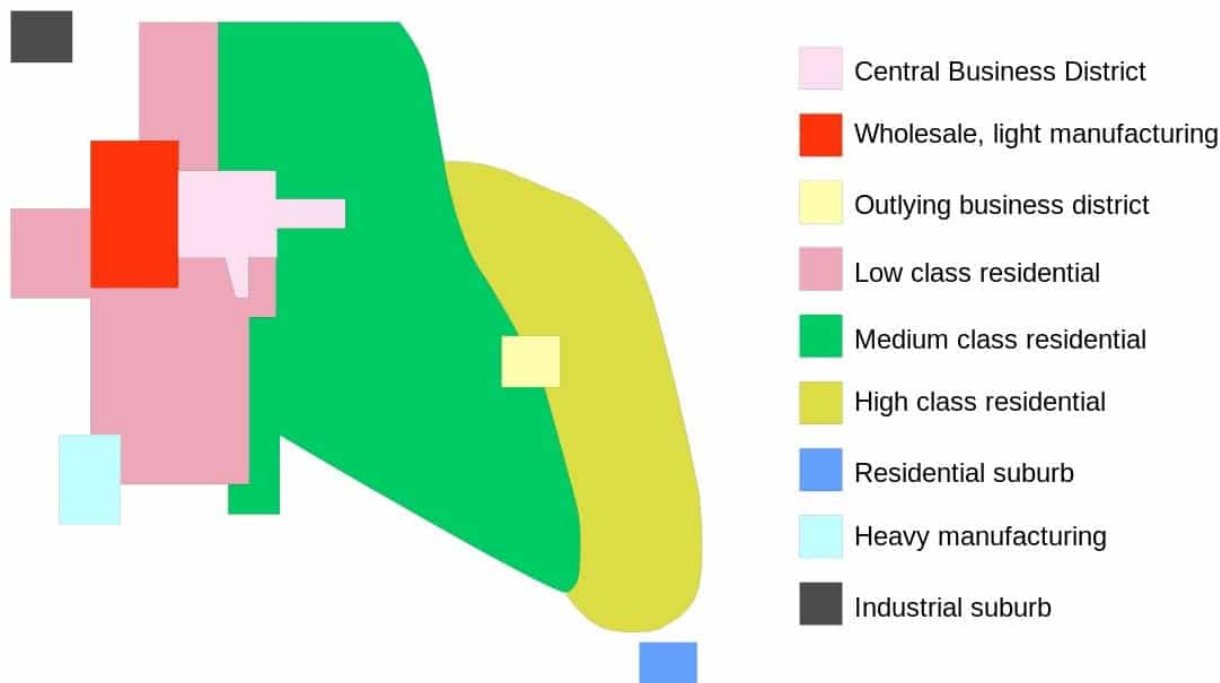 Central Business District
Wholesale, light manufacturing
Outlying business district
Low class residential
Medium class residential
High class residential
Residential suburb
Heavy manufacturing
Industrial suburb